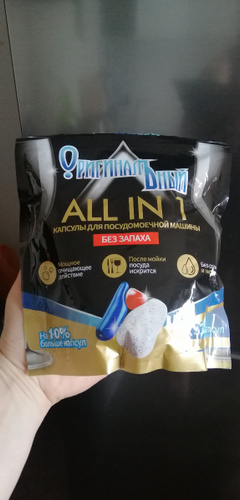 ОРИГИНАЛЬНЫЙ
ALL IN 1
КАПСУЛЫ ДЛЯ ПОСУДОМОЕЧНОЙ МАШИНЫ
БЕЗ ЗАПАХА
Мощное
очищающее
действие
После мойки
посуда
искрится
Без
На 10%
больше капсул